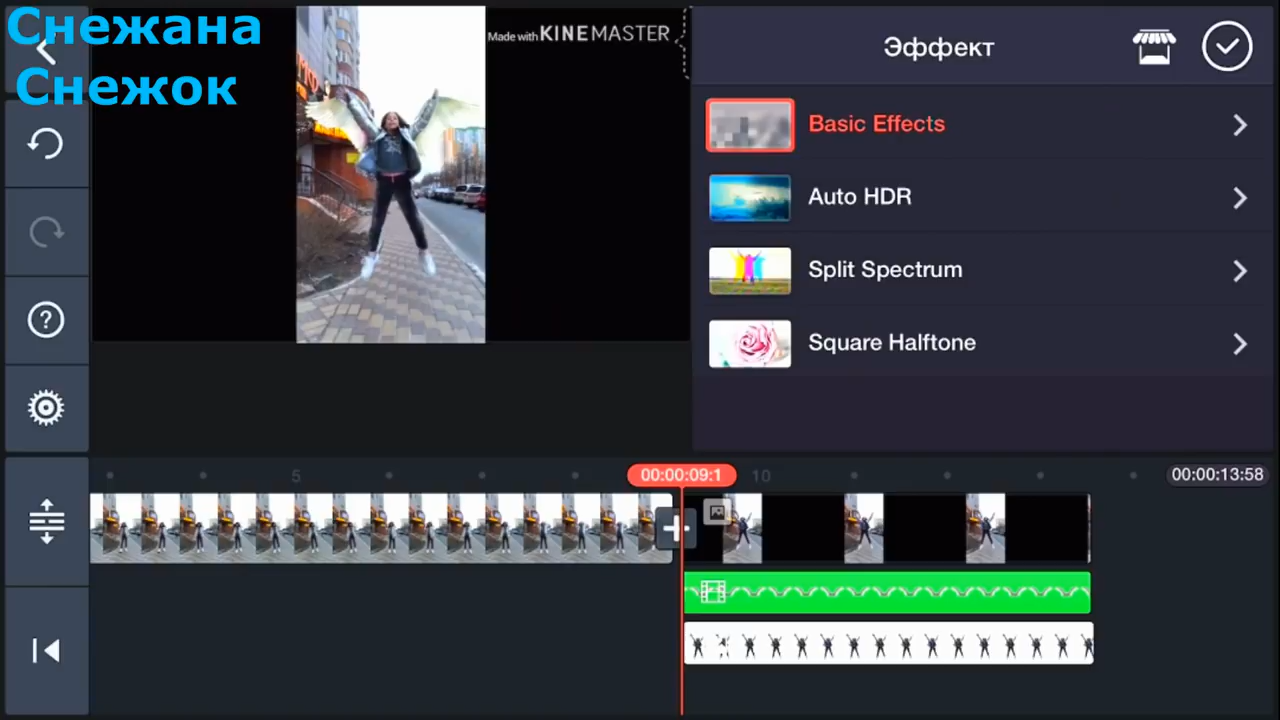 Снежана
Снежок
Made with KINEMASTER
Эффект
Basic Effects
Auto HDR
Split Spectrum
Square Halftone
5
00:00:09:1
10
00:00:13:58